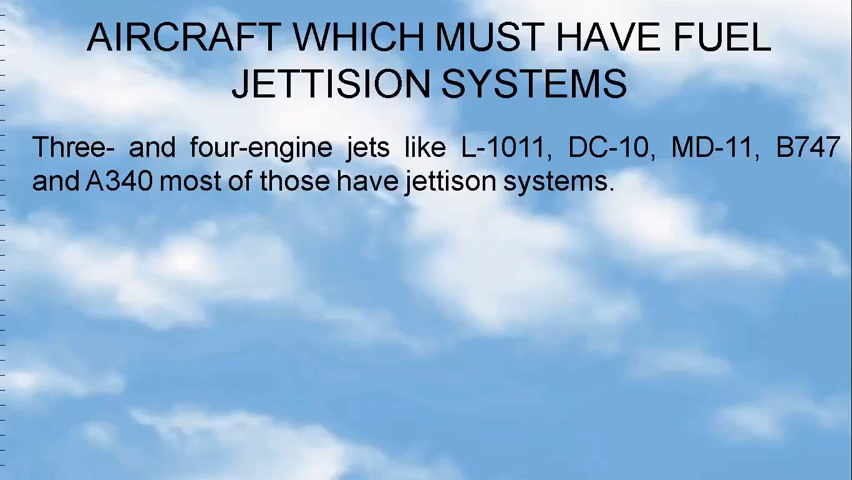 AIRCRAFT WHICH MUST HAVE FUEL
JETTISION SYSTEMS
Three- and four-engine jets like L-1011, DC-10, MD-11, B747
and A340 most of those have jettison systems.